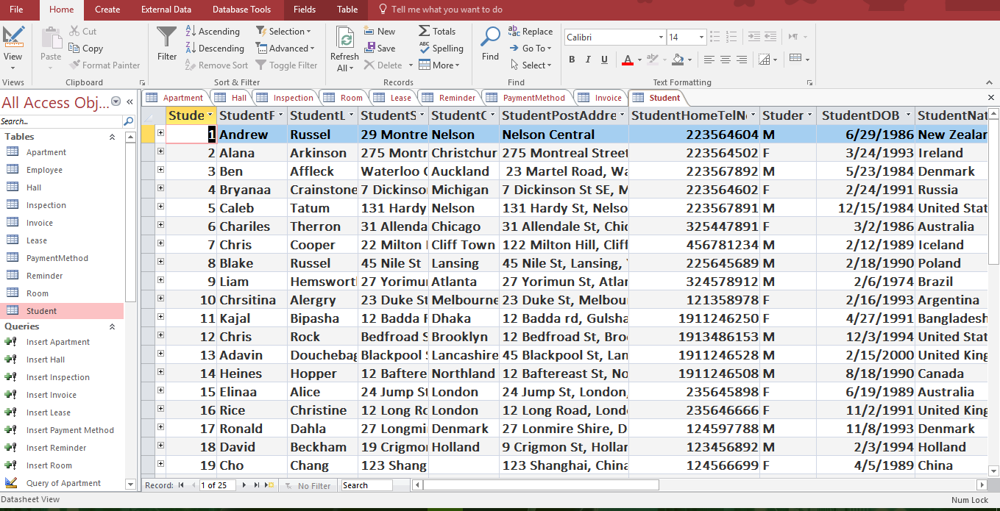 File Home Create External Data Database Tools Fields Table Tell me what you want to do
View
Views
Paste
Cut
Copy
Format Painter
Clipboard
Filter
Ascending
Descending
Remove Sort
Selection
Advanced
Toggle Filter
Sort & Filter
Refresh
All
New
Save
Delete
Totals
Spelling
More
Records
Find
Replace
Go To
Select
Find
Calibri 14
B I U A
Text Formatting
All Access Obj...
Search...
Tables
Apartment
Employee
Hall
Inspection
Invoice
Lease
PaymentMethod
Reminder
Room
Student
Queries
Insert Apartment
Insert Hall
Insert Inspection
Insert Invoice
Insert Lease
Insert Payment Method
Insert Reminder
Insert Room
Query of Apartment
Apartment Hall Inspection Room Lease Reminder PaymentMethod Invoice Student
Stude StudentF StudentL StudentS StudentC StudentPostAddre StudentHomeTelNo Studer StudentDOB StudentNat
1 Andrew Russel 29 Montre Nelson Nelson Central 223564604 M 6/29/1986 New Zealar
2 Alana Arkinson 275 Montr Christchur 275 Montreal Street 223564502 F 3/24/1993 Ireland
3 Ben Affleck Waterloo Auckland 23 Martel Road, Wa 223567892 M 5/23/1984 Denmark
4 Bryanaa Crainstone 7 Dickinso Michigan 7 Dickinson St SE, M 223564602 F 2/24/1991 Russia
5 Caleb Tatum 131 Hardy Nelson 131 Hardy St, Nelso 223567891 M 12/15/1984 United Stat
6 Chariles Therron 31 Allenda Chicago 31 Allendale St, Chic 325447891 F 3/2/1986 Australia
7 Chris Cooper 22 Milton Cliff Town 122 Milton Hill, Cliff 456781234 M 2/12/1989 Iceland
8 Blake Russel 45 Nile St Lansing 45 Nile St, Lansing, 225645689 M 2/18/1990 Poland
9 Liam Hemswort 27 Yorimu Atlanta 27 Yorimun St, Atlar 324578912 M 2/6/1974 Brazil
10 Chrsitina Alergry 23 Duke St Melbourne 23 Duke St, Melbou 121358978 F 2/16/1993 Argentina
11 Kajal Bipasha 12 Badda Dhaka 12 Badda rd, Gulsha 1911246250 F 4/27/1991 Bangladesh
12 Chris Rock Bedfroad S Brooklyn 12 Bedfroad St, Bro 1913486153 M 12/3/1994 United Stat
13 Adavin Douchebag Blackpool Lancashire 45 Blackpool St, Lan 1911246528 M 2/15/2000 United King
14 Heines Hopper 12 Baftere Northland 12 Baftereast St, No 1911246508 M 8/18/1990 Canada
15 Elinaa Alice 24 Jump St London 24 Jump St, London, 235645898 F 6/19/1989 Australia
16 Rice Christine 12 Long Ro London 12 Long Road, Lond 235646666 F 11/2/1991 United King
17 Ronald Dahla 27 Longmi Denmark 27 Lonmire Shire, D 124597788 M 11/8/1993 Denmark
18 David Beckham 19 Crigmo Holland 9 Crigmon St, Hollar 123456892 M 2/3/1994 Holland
19 Cho Chang 123 Shang 123 Shanghai, China 124566699 F 4/5/1989 China
Record: 1 of 25 No Filter Search
Datasheet View Num Lock